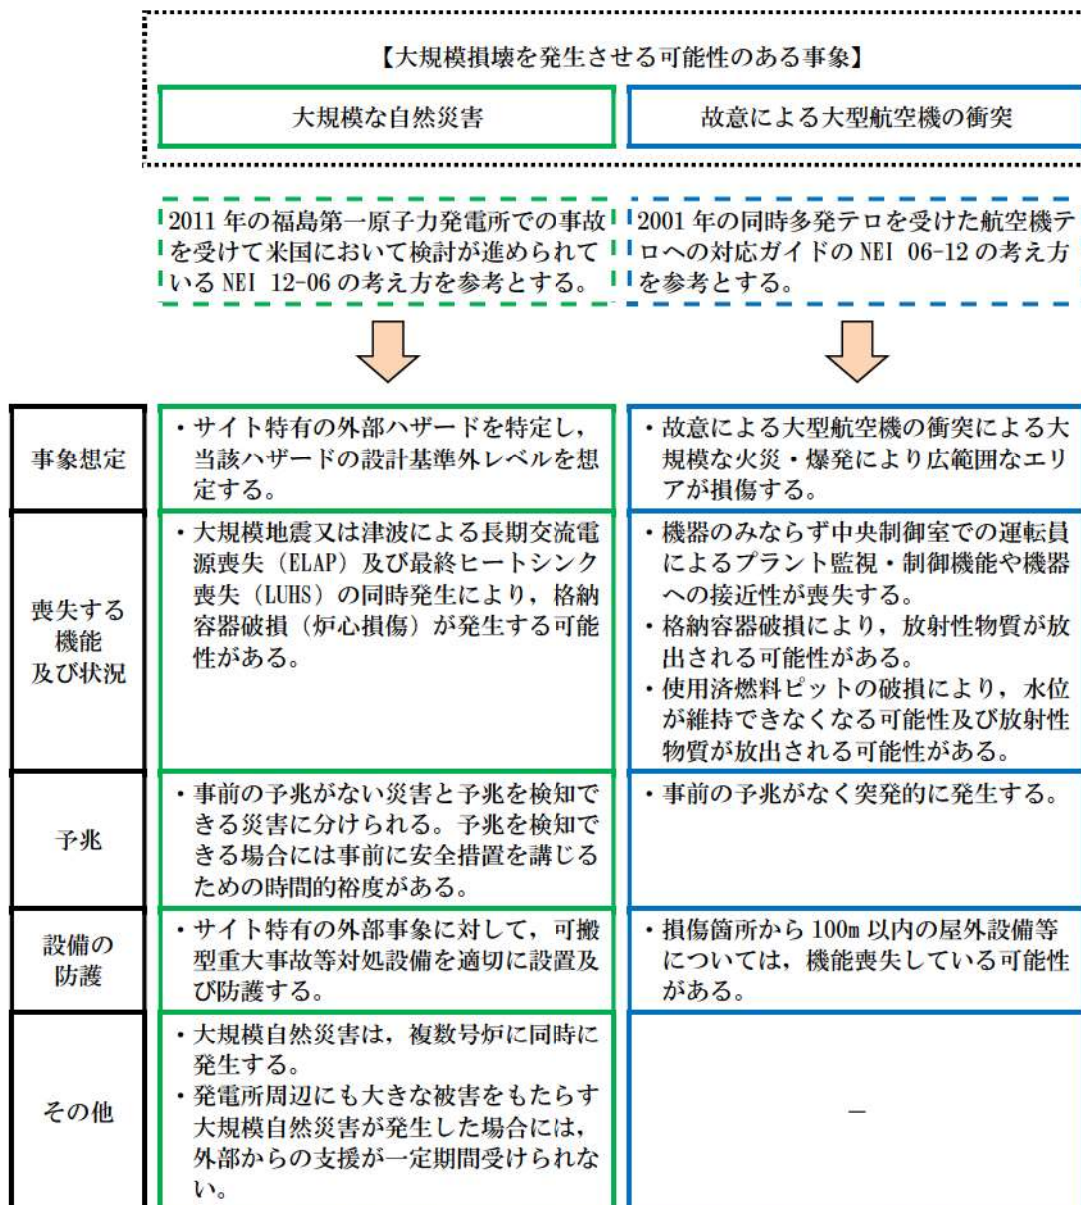 【大規模損壊を発生させる可能性のある事象】
大規模な自然災害
故意による大型航空機の衝突
2011 年の福島第一原子力発電所での事故
を受けて米国において検討が進められて
いる NEI 12-06 の考え方を参考とする。
2001 年の同時多発テロを受けた航空機テ
ロへの対応ガイドの NEI 06-12 の考え方
を参考とする。
事象想定
・サイト特有の外部ハザードを特定し，
当該ハザードの設計基準外レベルを想
定する。
・故意による大型航空機の衝突による大
規模な火災・爆発により広範囲なエリ
アが損傷する。
喪失する
機能
及び状況
・大規模地震又は津波による長期交流電
源喪失（ELAP）及び最終ヒートシンク
喪失（LUHS）の同時発生により，格納
容器破損（炉心損傷）が発生する可能
性がある。
・機器のみならず中央制御室での運転員
によるプラント監視・制御機能や機器
への接近性が喪失する。
・格納容器破損により，放射性物質が放
出される可能性がある。
・使用済燃料ピットの破損により，水位
が維持できなくなる可能性及び放射性
物質が放出される可能性がある。
予兆
・事前の予兆がない災害と予兆を検知で
きる災害に分けられる。予兆を検知で
きる場合には事前に安全措置を講じる
ための時間的裕度がある。
・事前の予兆がなく突発的に発生する。
設備の
防護
・サイト特有の外部事象に対して，可搬
型重大事故等対処設備を適切に設置及
び防護する。
・損傷箇所から 100m 以内の屋外設備等
については，機能喪失している可能性
がある。
その他
・大規模自然災害は，複数号炉に同時に
発生する。
・発電所周辺にも大きな被害をもたらす
大規模自然災害が発生した場合には，
外部からの支援が一定期間受けられな
い。
－